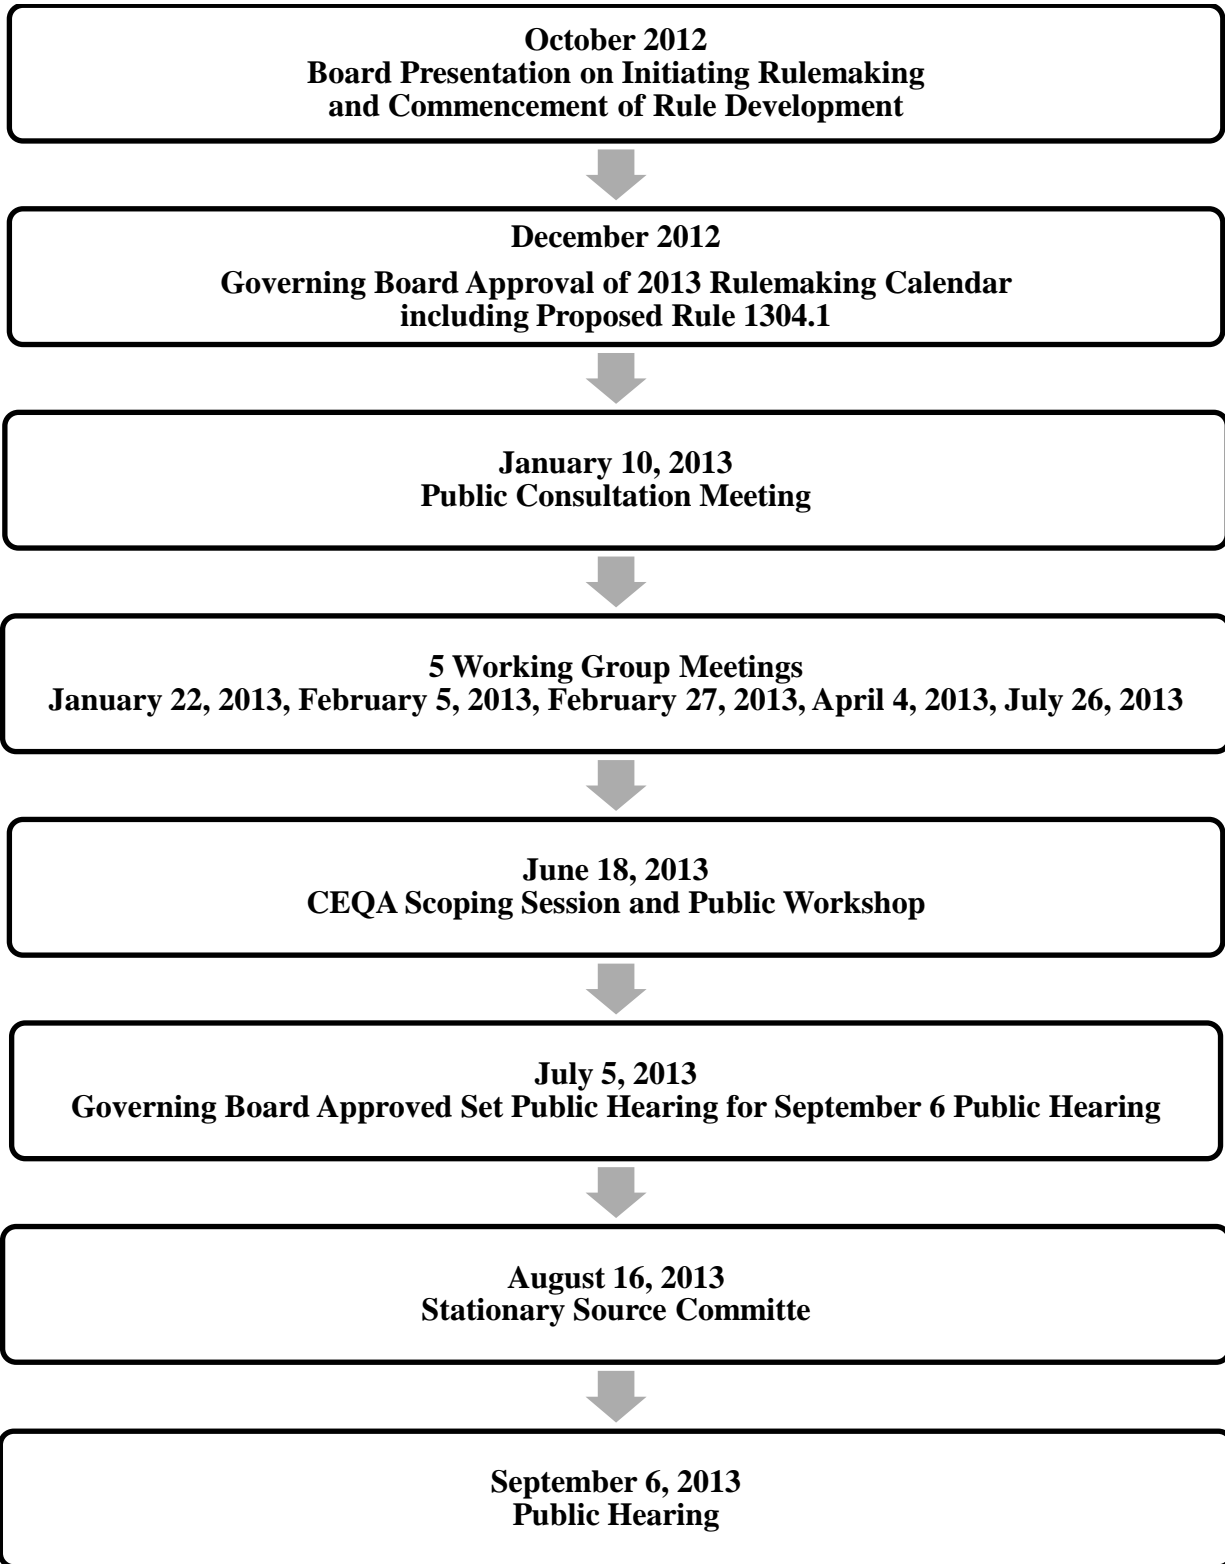 October 2012
Board Presentation on Initiating Rulemaking
and Commencement of Rule Development
December 2012
Governing Board Approval of 2013 Rulemaking Calendar
including Proposed Rule 1304.1
January 10, 2013
Public Consultation Meeting
5 Working Group Meetings
January 22, 2013, February 5, 2013, February 27, 2013, April 4, 2013, July 26, 2013
June 18, 2013
CEQA Scoping Session and Public Workshop
July 5, 2013
Governing Board Approved Set Public Hearing for September 6 Public Hearing
August 16, 2013
Stationary Source Committe
September 6, 2013
Public Hearing